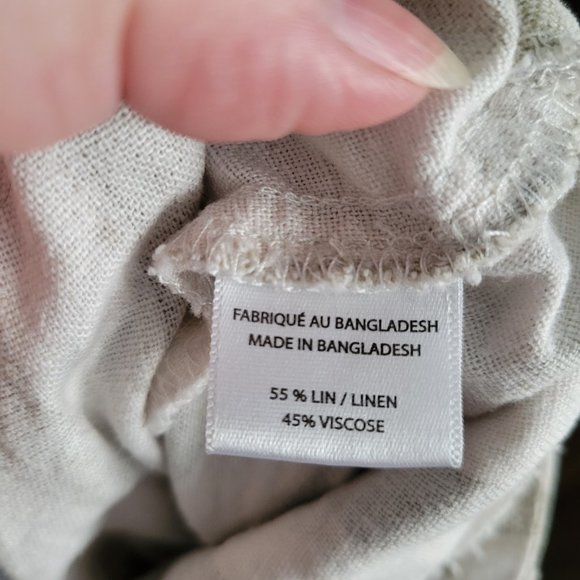 FABRIQUÉ AU BANGLADESH
MADE IN BANGLADESH
55 % LIN / LINEN
45% VISCOSE